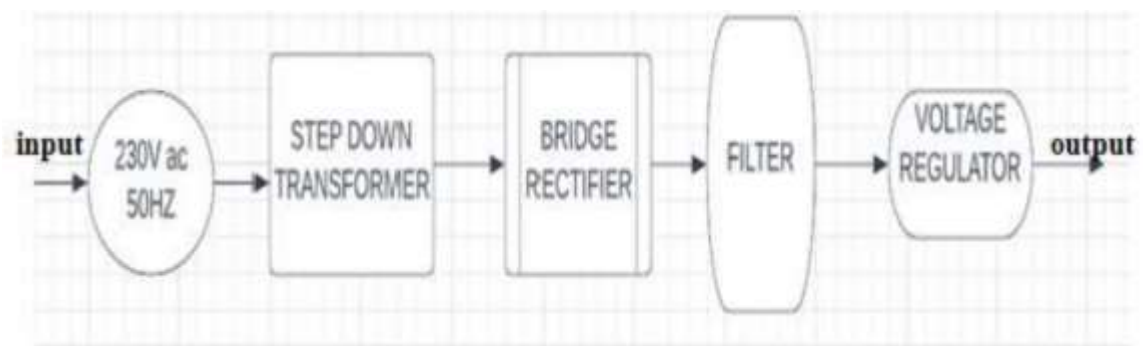 input
230V ac
50HZ
STEP DOWN
TRANSFORMER
BRIDGE
RECTIFIER
FILTER
VOLTAGE
REGULATOR
output